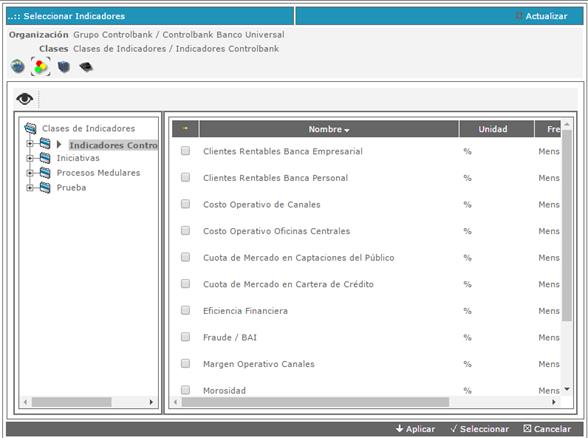 ..:: Seleccionar Indicadores
Actualizar
Organización Grupo Controlbank / Controlbank Banco Universal
Clases Clases de Indicadores / Indicadores Controlbank
Clases de Indicadores
Indicadores Contro
Iniciativas
Procesos Medulares
Prueba
Nombre Unidad Fre
Clientes Rentables Banca Empresarial % Mens
Clientes Rentables Banca Personal % Mens
Costo Operativo de Canales % Mens
Costo Operativo Oficinas Centrales % Mens
Cuota de Mercado en Captaciones del Público % Mens
Cuota de Mercado en Cartera de Crédito % Mens
Eficiencia Financiera % Mens
Fraude / BAI % Mens
Margen Operativo Canales % Mens
Morosidad % Mens
Aplicar Seleccionar Cancelar